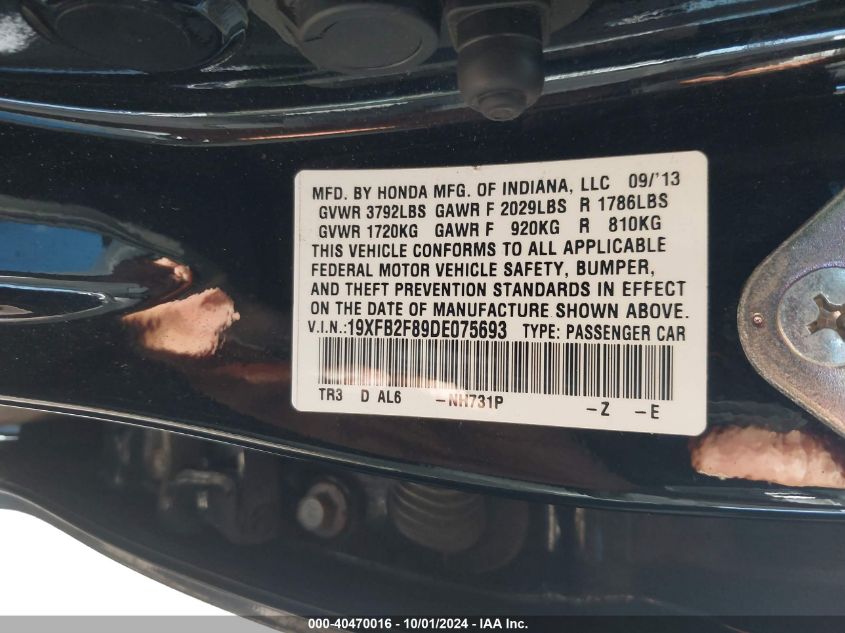 MFD. BY HONDA MFG. OF INDIANA, LLC 09/'13
GVWR 3792LBS GAWR F 2029LBS R 1786LBS
GVWR 1720KG GAWR F 920KG R 810KG
THIS VEHICLE CONFORMS TO ALL APPLICABLE
FEDERAL MOTOR VEHICLE SAFETY, BUMPER,
AND THEFT PREVENTION STANDARDS IN EFFECT
ON THE DATE OF MANUFACTURE SHOWN ABOVE.
V.I.N.:19XFB2F89DE075693 TYPE: PASSENGER CAR
TR3 D AL6 -NH731P -Z -E
000-40470016 - 10/01/2024 - IAA Inc.